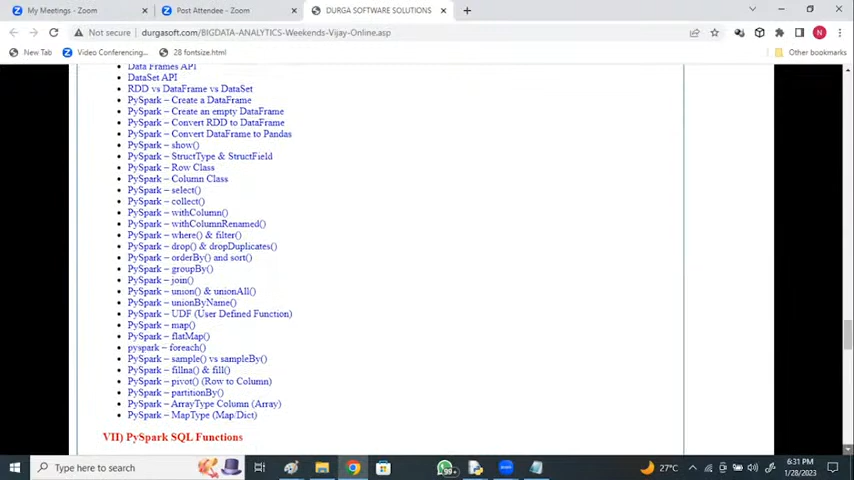 My Meetings - Zoom
Post Attendee - Zoom
DURGA SOFTWARE SOLUTIONS
Not secure
durgasoft.com/BIGDATA-ANALYTICS-Weekends-Vijay-Online.asp
N
New Tab
Video Conferencing,...
28 fontsize.html
Other bookmarks
Data Frames API
DataSet API
RDD vs DataFrame vs DataSet
PySpark – Create a DataFrame
PySpark – Create an empty DataFrame
PySpark – Convert RDD to DataFrame
PySpark – Convert DataFrame to Pandas
PySpark – show()
PySpark – StructType & StructField
PySpark – Row Class
PySpark – Column Class
PySpark – select()
PySpark – collect()
PySpark – withColumn()
PySpark – withColumnRenamed()
PySpark – where() & filter()
PySpark – drop() & dropDuplicates()
PySpark – orderBy() and sort()
PySpark – groupBy()
PySpark – join()
PySpark – union() & unionAll()
PySpark – unionByName()
PySpark – UDF (User Defined Function)
PySpark – map()
PySpark – flatMap()
pyspark – foreach()
PySpark – sample() vs sampleBy()
PySpark – fillna() & fill()
PySpark – pivot() (Row to Column)
PySpark – partitionBy()
PySpark – ArrayType Column (Array)
PySpark – MapType (Map/Dict)
VII) PySpark SQL Functions
Type here to search
99+
27°C
6:31 PM
1/28/2023